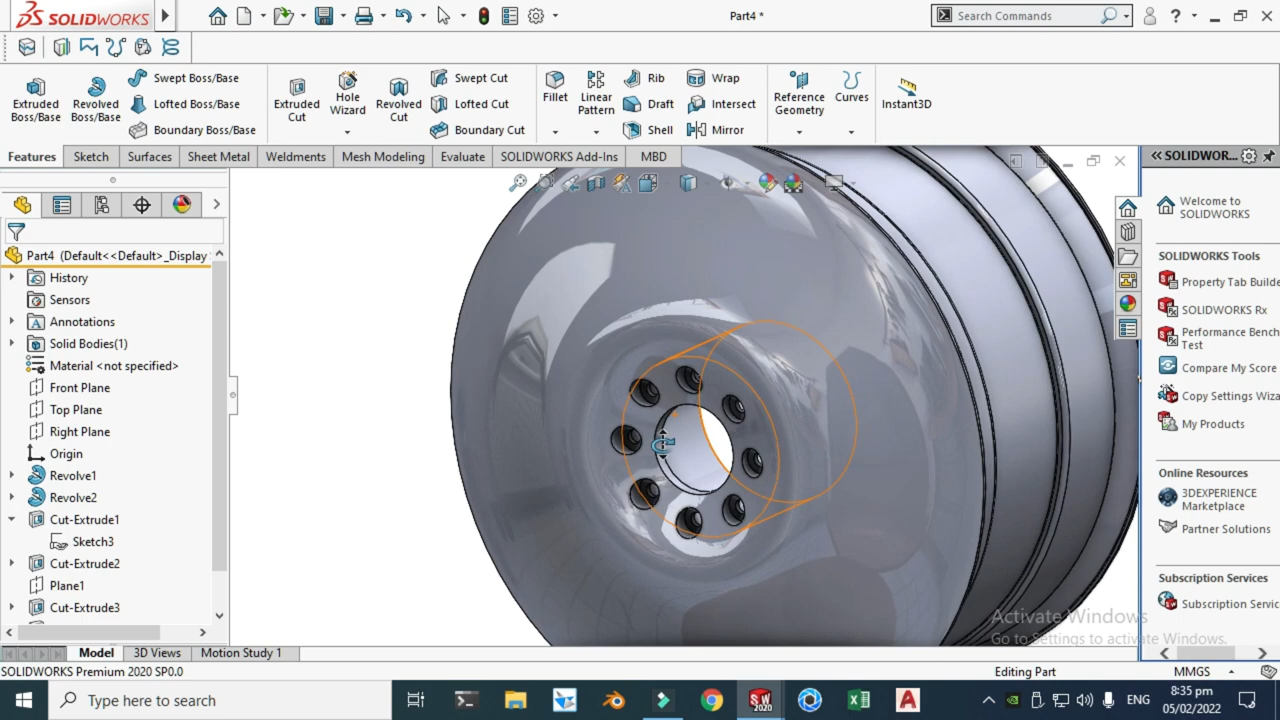 SOLIDWORKS
Part4 *
Search Commands
Extruded Boss/Base
Revolved Boss/Base
Swept Boss/Base
Lofted Boss/Base
Boundary Boss/Base
Extruded Cut
Hole Wizard
Revolved Cut
Swept Cut
Lofted Cut
Boundary Cut
Fillet
Linear Pattern
Rib
Draft
Shell
Wrap
Intersect
Mirror
Reference Geometry
Curves
Instant3D
Features
Sketch
Surfaces
Sheet Metal
Weldments
Mesh Modeling
Evaluate
SOLIDWORKS Add-Ins
MBD
Part4 (Default<<Default>_Display
History
Sensors
Annotations
Solid Bodies(1)
Material <not specified>
Front Plane
Top Plane
Right Plane
Origin
Revolve1
Revolve2
Cut-Extrude1
Sketch3
Cut-Extrude2
Plane1
Cut-Extrude3
SOLIDWOR...
Welcome to
SOLIDWORKS
SOLIDWORKS Tools
Property Tab Builde
SOLIDWORKS Rx
Performance Bench
Test
Compare My Score
Copy Settings Wiza
My Products
Online Resources
3DEXPERIENCE
Marketplace
Partner Solutions
Subscription Services
Subscription Servic
Activate Windows
Go to Settings to activate Windows.
Model
3D Views
Motion Study 1
SOLIDWORKS Premium 2020 SP0.0
Editing Part
MMGS
Type here to search
SW
2020
ENG
8:35 pm
05/02/2022